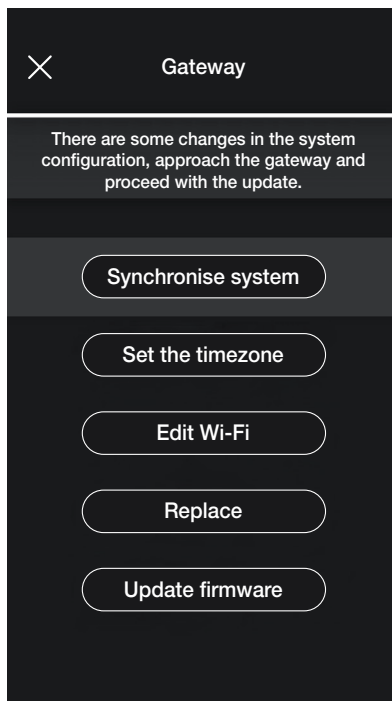 Gateway
There are some changes in the system
configuration, approach the gateway and
proceed with the update.
Synchronise system
Set the timezone
Edit Wi-Fi
Replace
Update firmware